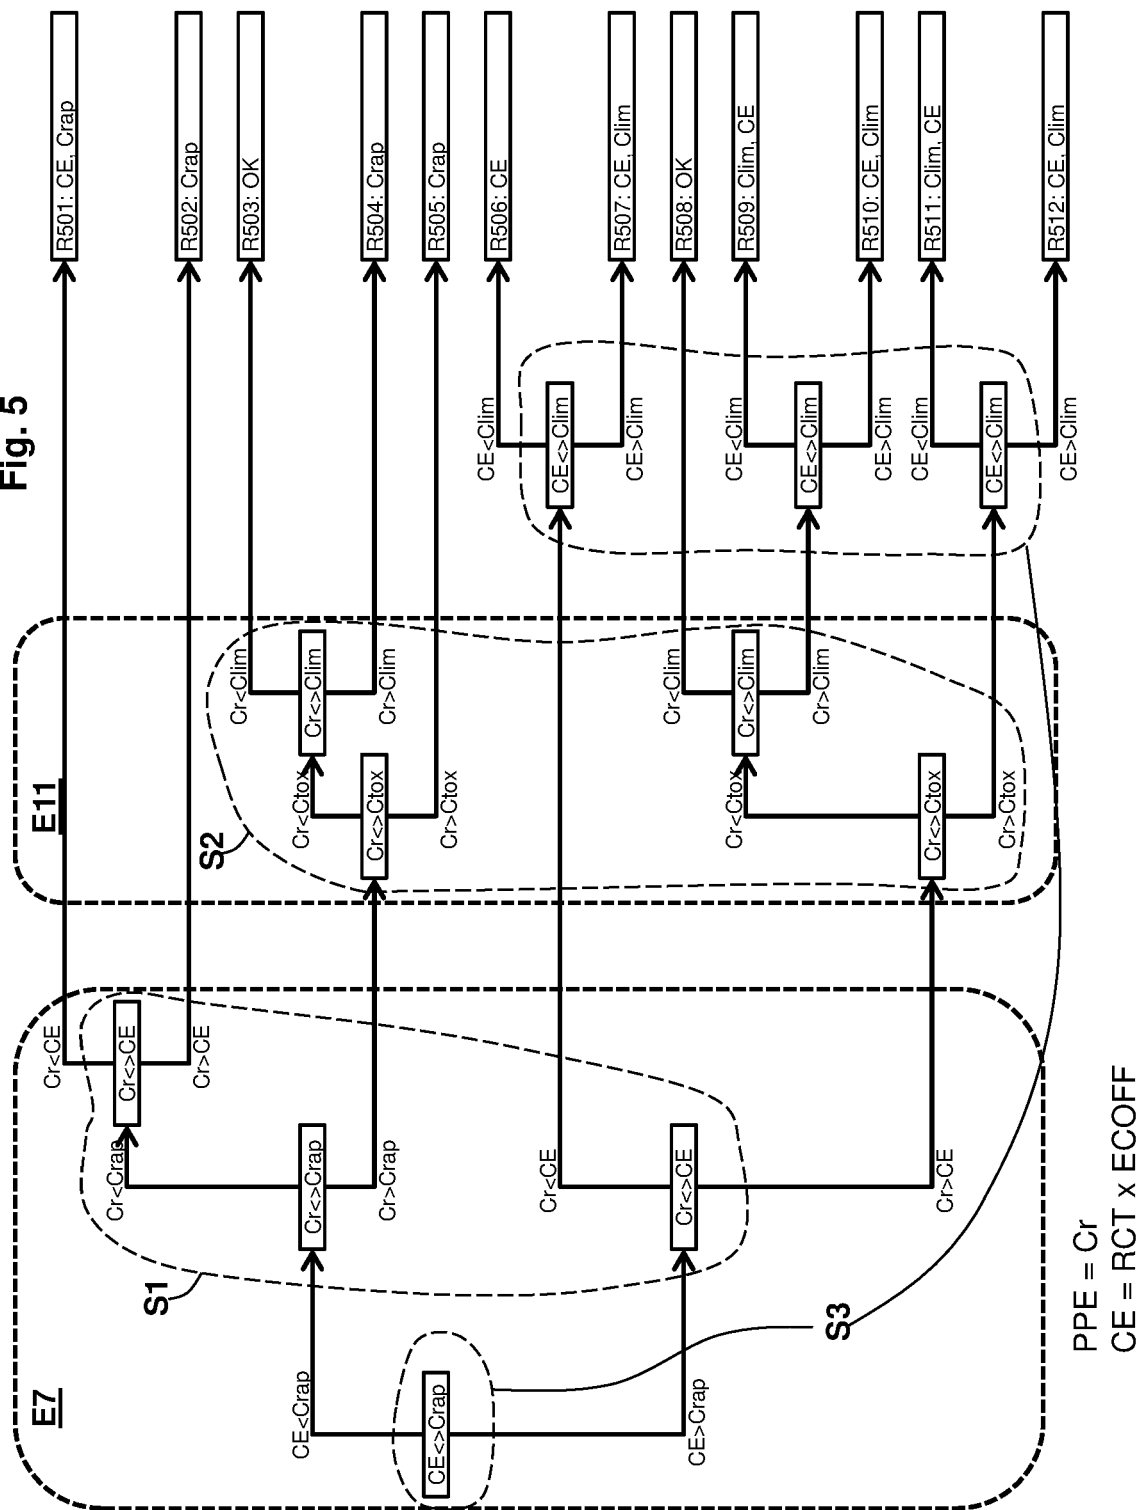 Fig. 5
E7
CE<>Crap
CE<Crap
CE>Crap
S1
S3
Cr<>Crap
Cr<Crap
Cr>Crap
Cr<>CE
Cr<CE
Cr>CE
Cr<>CE
Cr<CE
Cr>CE
E11
S2
Cr<>Ctox
Cr<Ctox
Cr>Ctox
Cr<>Clim
Cr<Clim
Cr>Clim
Cr<>Ctox
Cr<Ctox
Cr>Ctox
Cr<>Clim
Cr<Clim
Cr>Clim
CE<>Clim
CE<Clim
CE>Clim
CE<>Clim
CE<Clim
CE>Clim
CE<>Clim
CE<Clim
CE>Clim
R501: CE, Crap
R502: Crap
R503: OK
R504: Crap
R505: Crap
R506: CE
R507: CE, Clim
R508: OK
R509: Clim, CE
R510: CE, Clim
R511: Clim, CE
R512: CE, Clim
PPE = Cr
CE = RCT x ECOFF